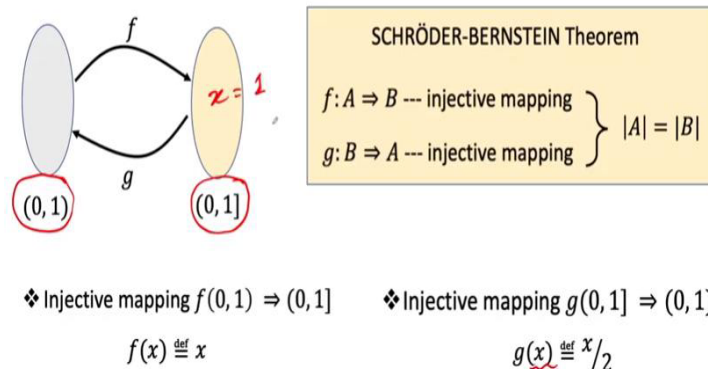 f
x = 1
g
(0, 1)
(0, 1]
SCHRÖDER-BERNSTEIN Theorem
f: A ⇒ B --- injective mapping
g: B ⇒ A --- injective mapping
|A| = |B|
❖ Injective mapping f(0, 1) ⇒ (0, 1]
f(x) ≝ x
❖ Injective mapping g(0, 1] ⇒ (0, 1)
g(x) ≝ x/2